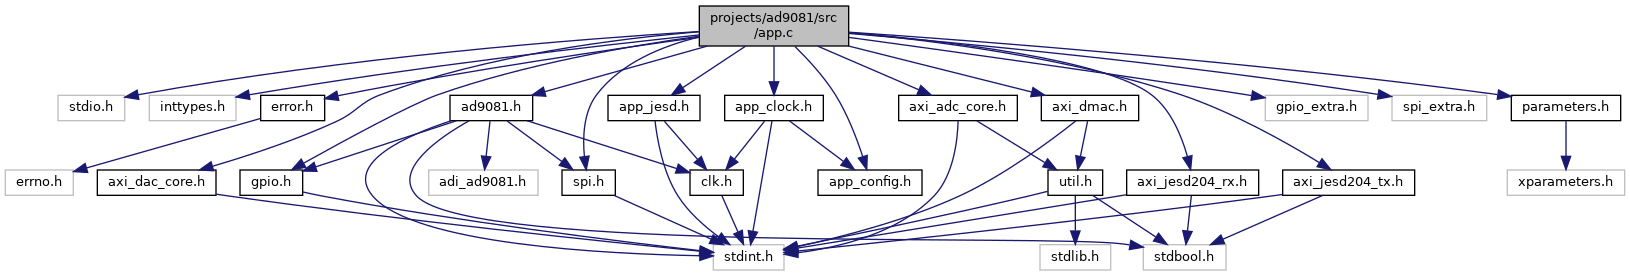 projects/ad9081/src
/app.c
stdio.h
inttypes.h
error.h
ad9081.h
app_jesd.h
app_clock.h
axi_adc_core.h
axi_dmac.h
gpio_extra.h
spi_extra.h
parameters.h
errno.h
axi_dac_core.h
gpio.h
adi_ad9081.h
spi.h
clk.h
app_config.h
util.h
axi_jesd204_rx.h
axi_jesd204_tx.h
xparameters.h
stdint.h
stdlib.h
stdbool.h